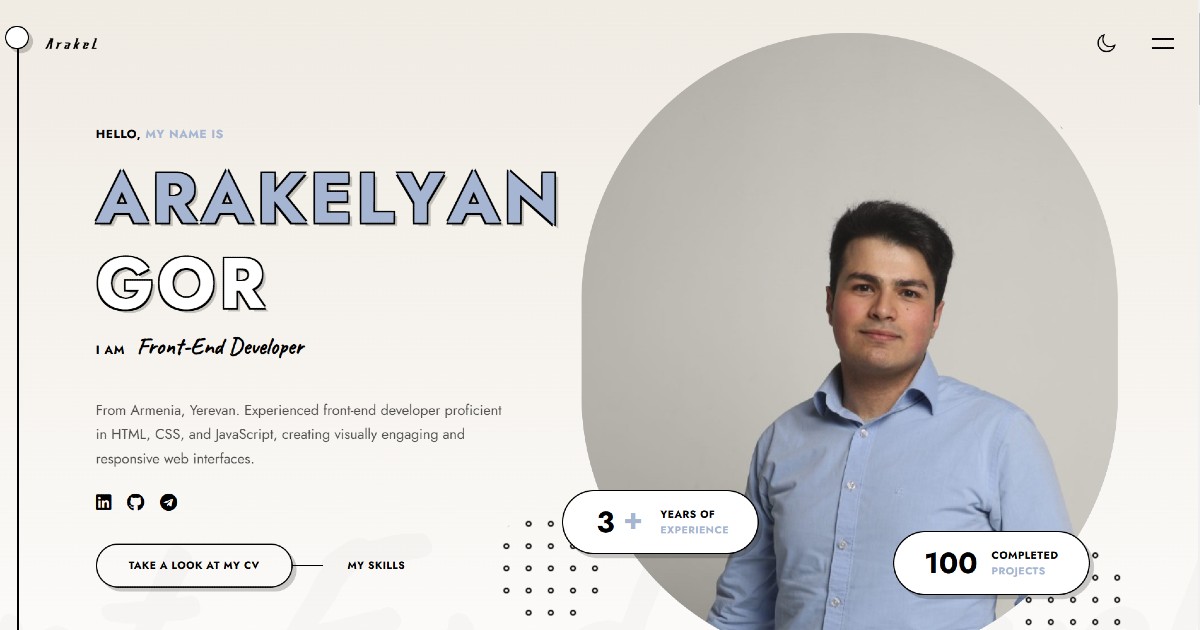 Arakel
HELLO, MY NAME IS
ARAKELYAN
GOR
I AM Front-End Developer
From Armenia, Yerevan. Experienced front-end developer proficient
in HTML, CSS, and JavaScript, creating visually engaging and
responsive web interfaces.
in
TAKE A LOOK AT MY CV
MY SKILLS
3 + YEARS OF
EXPERIENCE
100 COMPLETED
PROJECTS